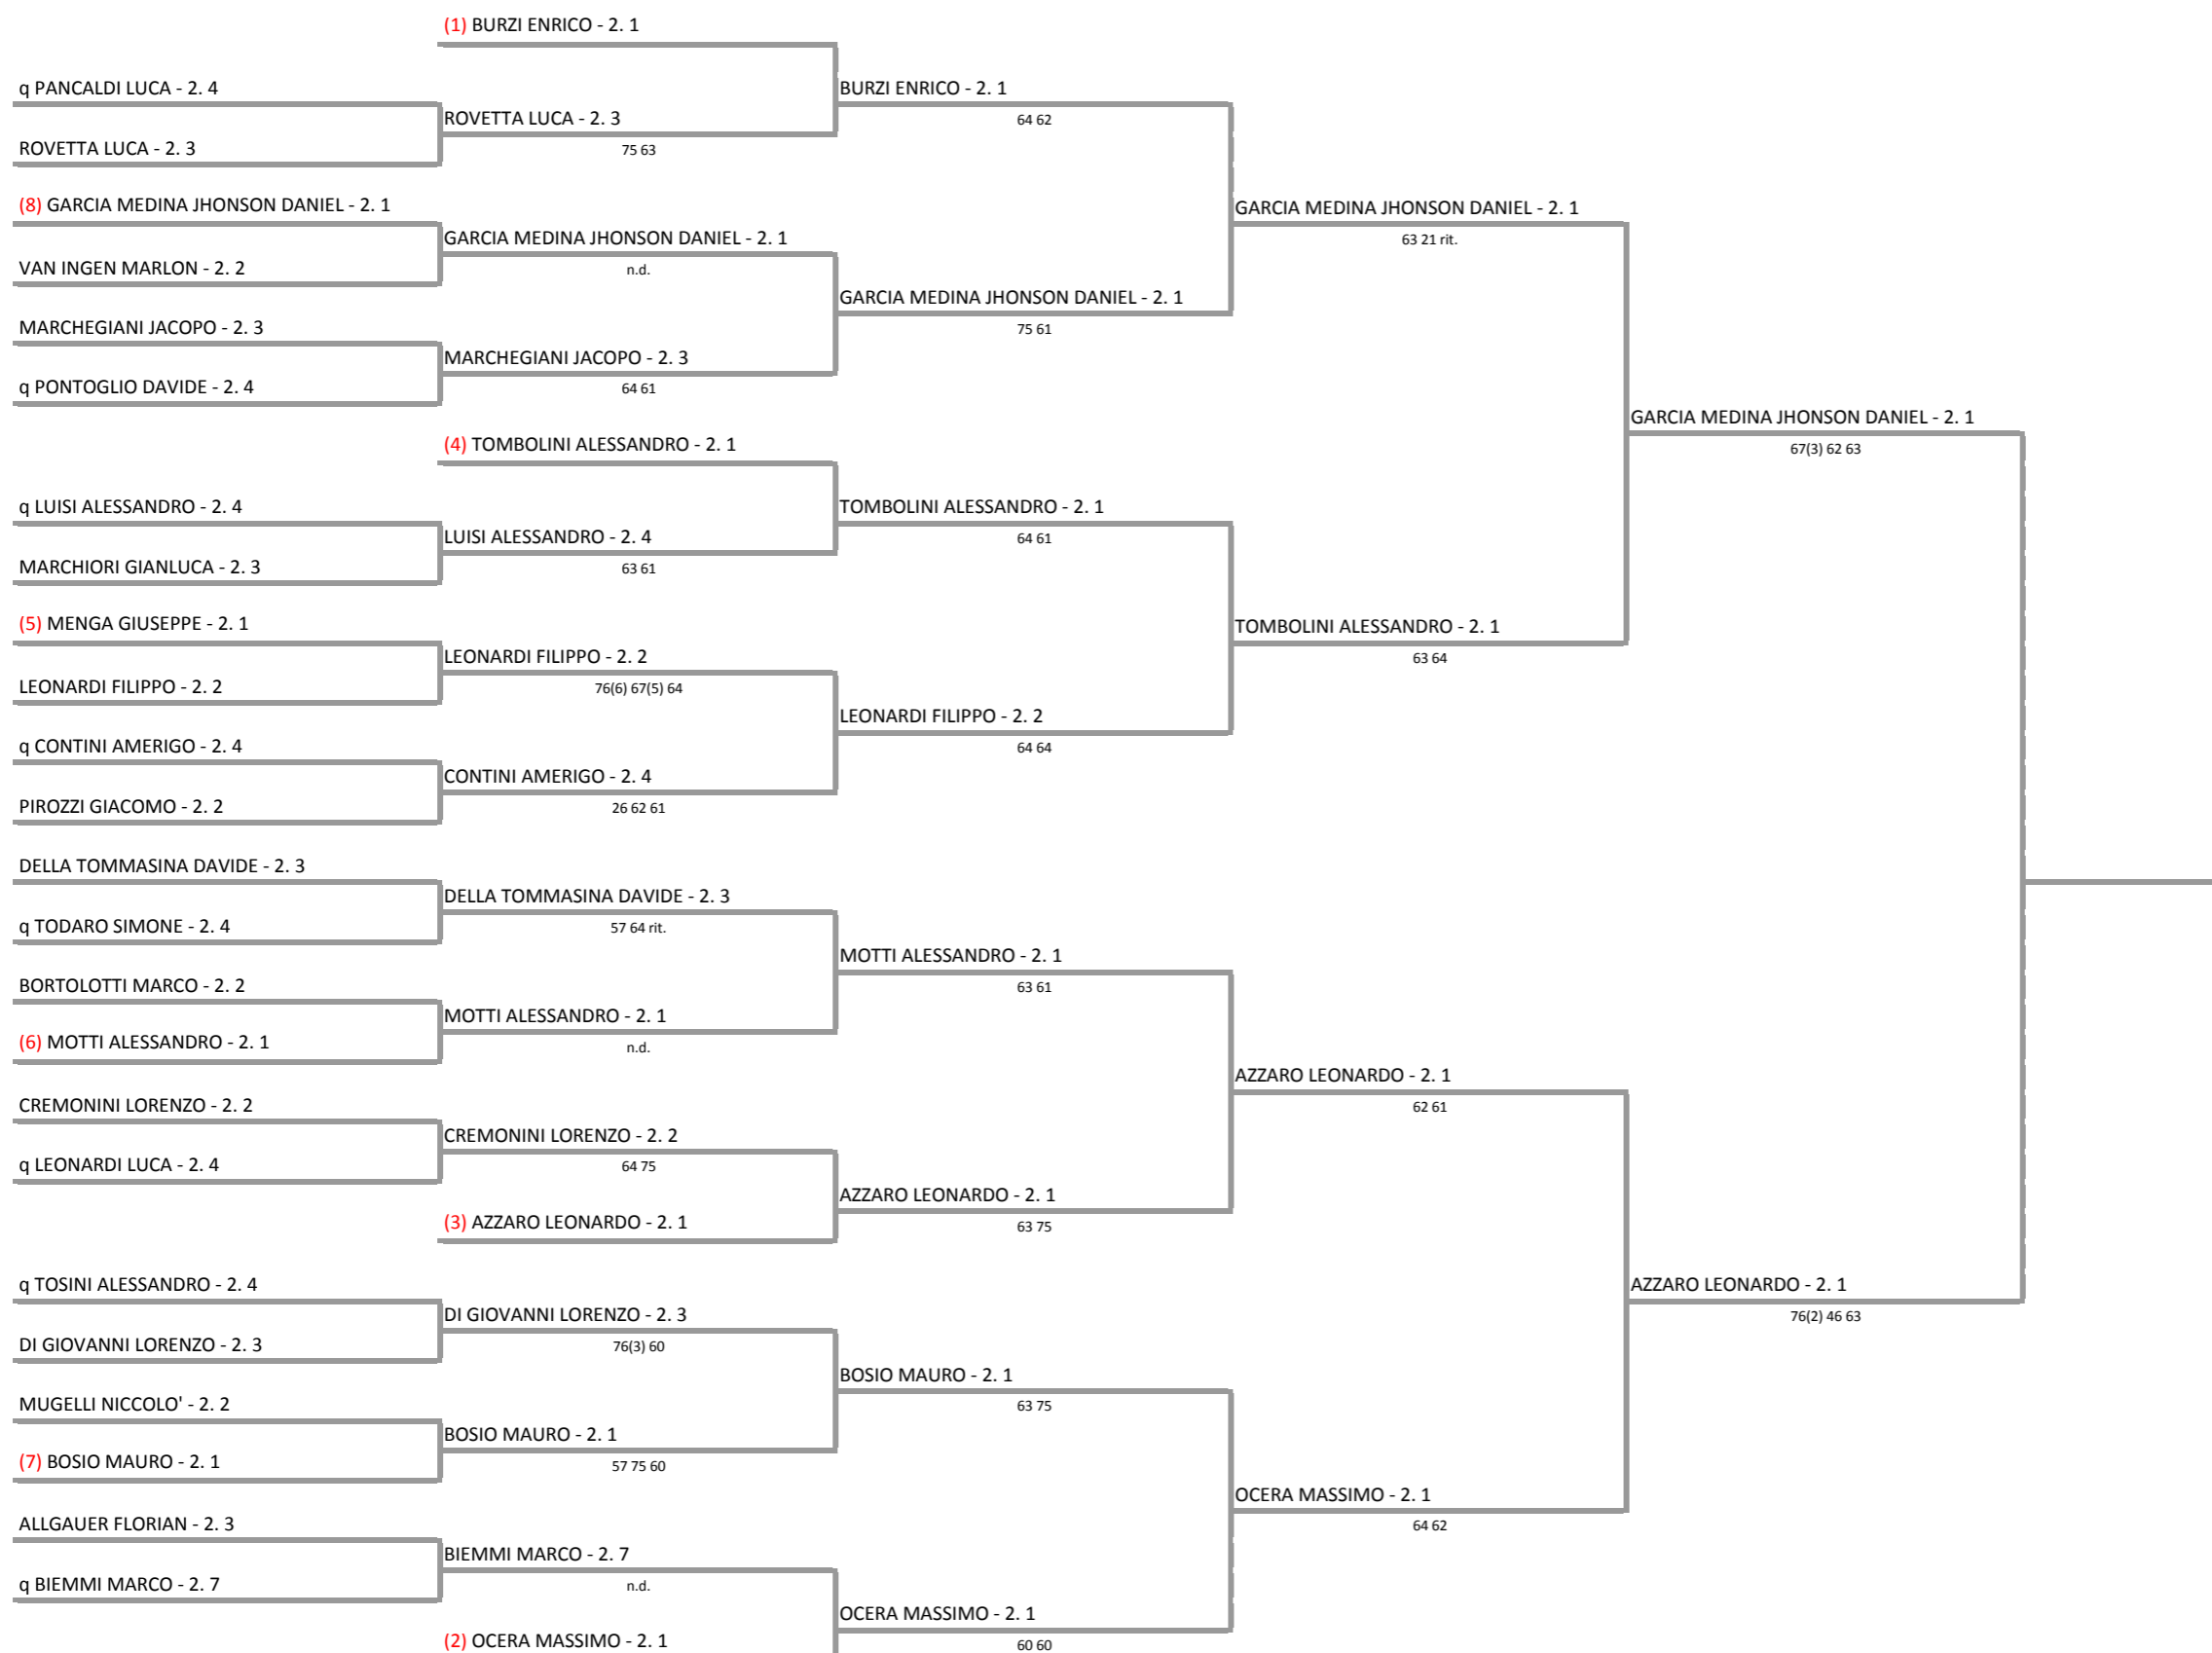 (1) BURZI ENRICO - 2. 1
q PANCALDI LUCA - 2. 4
BURZI ENRICO - 2. 1
64 62
ROVETTA LUCA - 2. 3
75 63
ROVETTA LUCA - 2. 3
(8) GARCIA MEDINA JHONSON DANIEL - 2. 1
GARCIA MEDINA JHONSON DANIEL - 2. 1
63 21 rit.
GARCIA MEDINA JHONSON DANIEL - 2. 1
n.d.
VAN INGEN MARLON - 2. 2
GARCIA MEDINA JHONSON DANIEL - 2. 1
75 61
MARCHEGIANI JACOPO - 2. 3
MARCHEGIANI JACOPO - 2. 3
64 61
q PONTOGLIO DAVIDE - 2. 4
GARCIA MEDINA JHONSON DANIEL - 2. 1
67(3) 62 63
(4) TOMBOLINI ALESSANDRO - 2. 1
q LUISI ALESSANDRO - 2. 4
TOMBOLINI ALESSANDRO - 2. 1
64 61
LUISI ALESSANDRO - 2. 4
63 61
MARCHIORI GIANLUCA - 2. 3
(5) MENGA GIUSEPPE - 2. 1
TOMBOLINI ALESSANDRO - 2. 1
63 64
LEONARDI FILIPPO - 2. 2
76(6) 67(5) 64
LEONARDI FILIPPO - 2. 2
LEONARDI FILIPPO - 2. 2
64 64
q CONTINI AMERIGO - 2. 4
CONTINI AMERIGO - 2. 4
26 62 61
PIROZZI GIACOMO - 2. 2
DELLA TOMMASINA DAVIDE - 2. 3
DELLA TOMMASINA DAVIDE - 2. 3
57 64 rit.
q TODARO SIMONE - 2. 4
MOTTI ALESSANDRO - 2. 1
63 61
BORTOLOTTI MARCO - 2. 2
MOTTI ALESSANDRO - 2. 1
n.d.
(6) MOTTI ALESSANDRO - 2. 1
AZZARO LEONARDO - 2. 1
62 61
CREMONINI LORENZO - 2. 2
CREMONINI LORENZO - 2. 2
64 75
q LEONARDI LUCA - 2. 4
AZZARO LEONARDO - 2. 1
63 75
(3) AZZARO LEONARDO - 2. 1
q TOSINI ALESSANDRO - 2. 4
AZZARO LEONARDO - 2. 1
76(2) 46 63
DI GIOVANNI LORENZO - 2. 3
76(3) 60
DI GIOVANNI LORENZO - 2. 3
BOSIO MAURO - 2. 1
63 75
MUGELLI NICCOLO' - 2. 2
BOSIO MAURO - 2. 1
57 75 60
(7) BOSIO MAURO - 2. 1
OCERA MASSIMO - 2. 1
64 62
ALLGAUER FLORIAN - 2. 3
BIEMMI MARCO - 2. 7
n.d.
q BIEMMI MARCO - 2. 7
OCERA MASSIMO - 2. 1
60 60
(2) OCERA MASSIMO - 2. 1